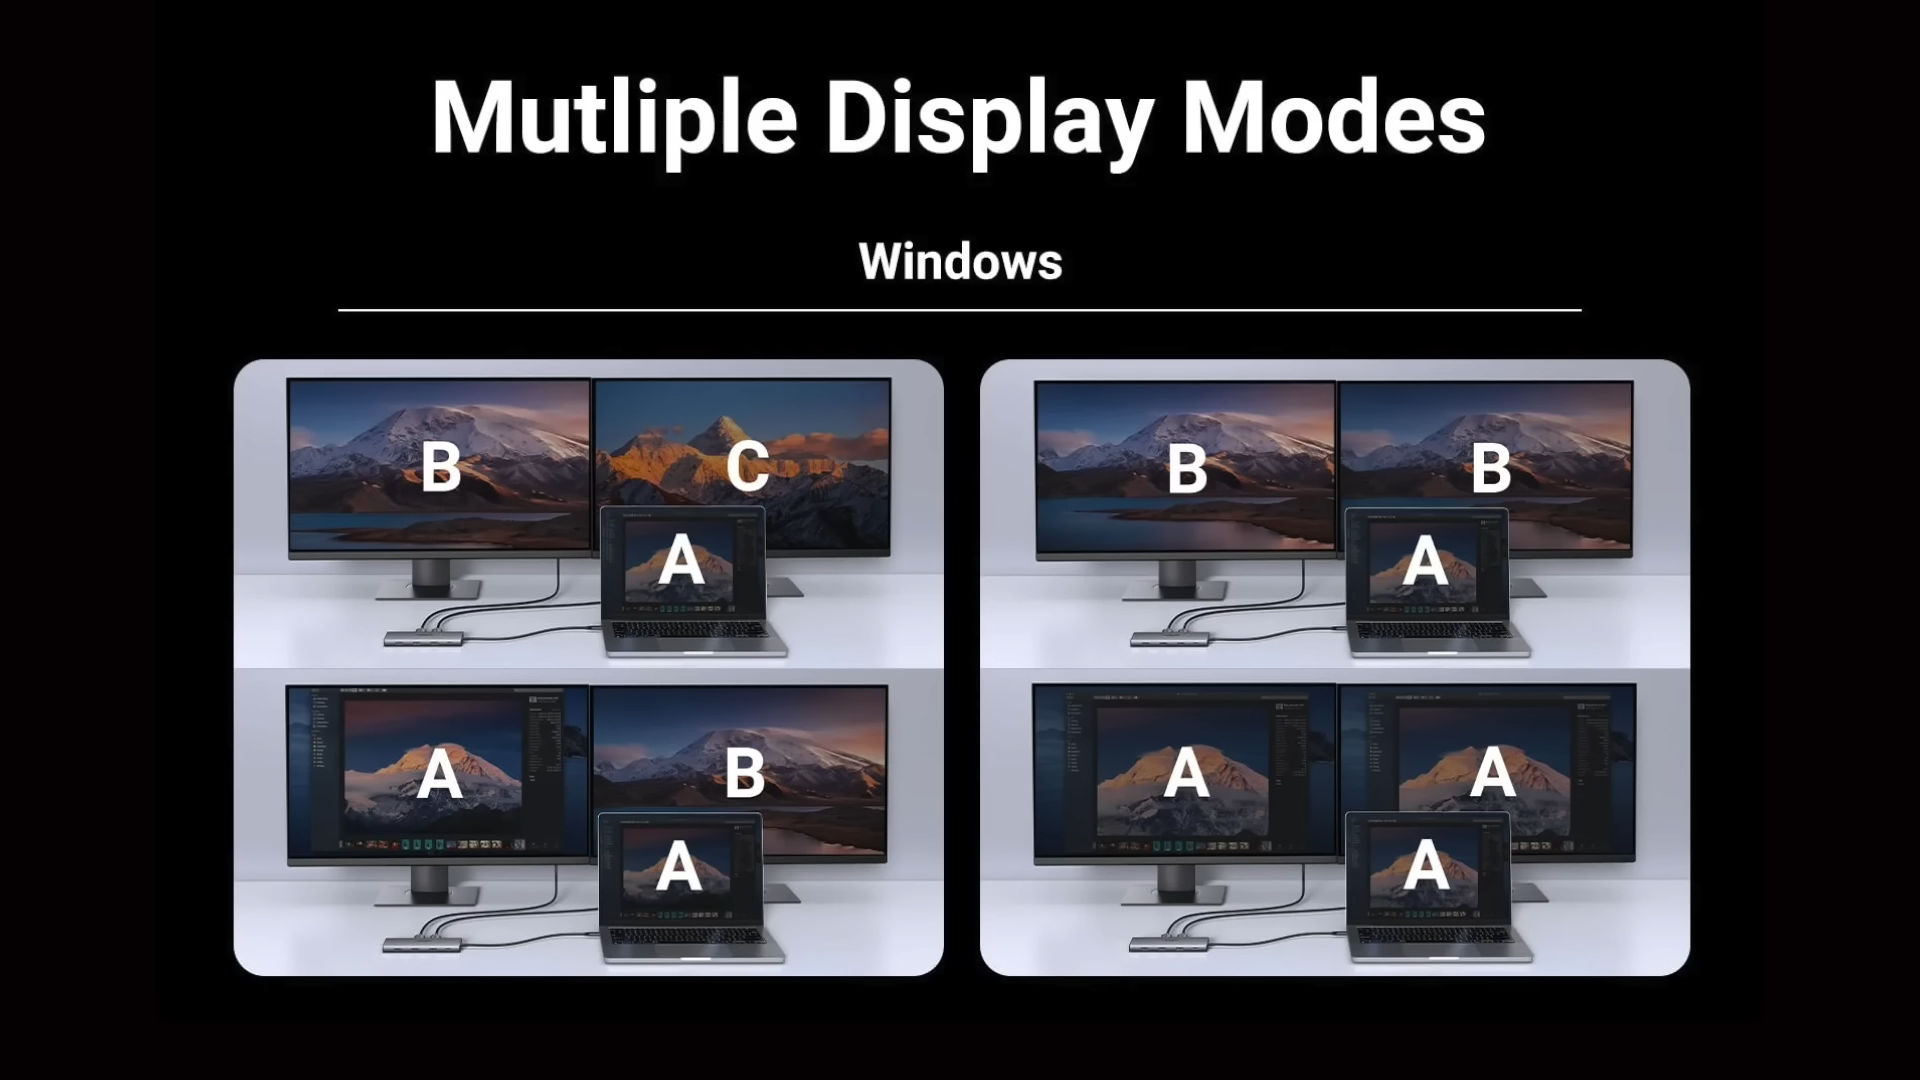 Mutliple Display Modes
Windows
B C
A
B B
A
A B
A
A A
A